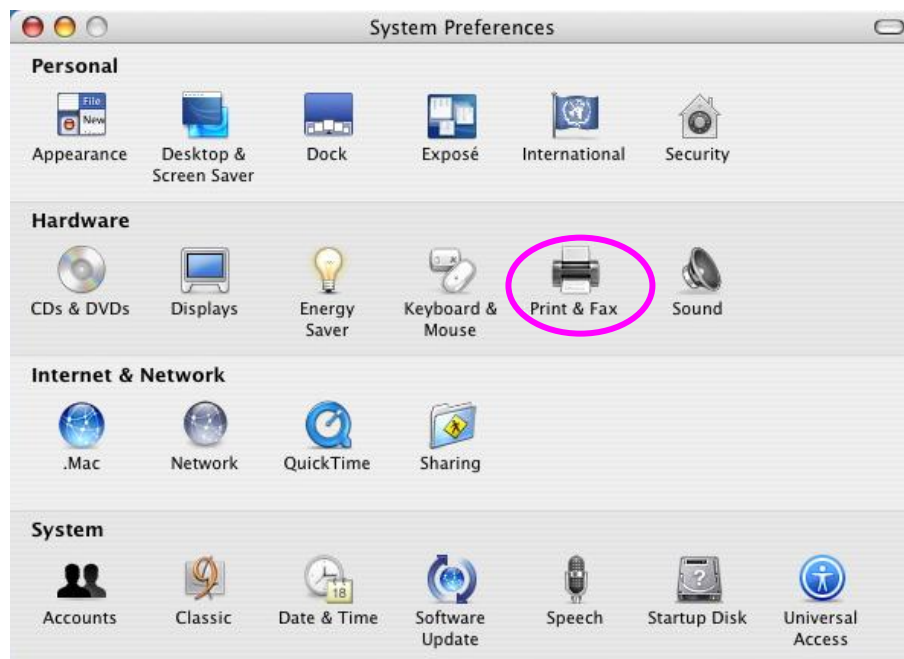 System Preferences
Personal
File
New
Appearance
Desktop &
Screen Saver
Dock
Exposé
International
Security
Hardware
CDs & DVDs
Displays
Energy
Saver
Keyboard &
Mouse
Print & Fax
Sound
Internet & Network
.Mac
Network
QuickTime
Sharing
System
18
?
Accounts
Classic
Date & Time
Software
Update
Speech
Startup Disk
Universal
Access